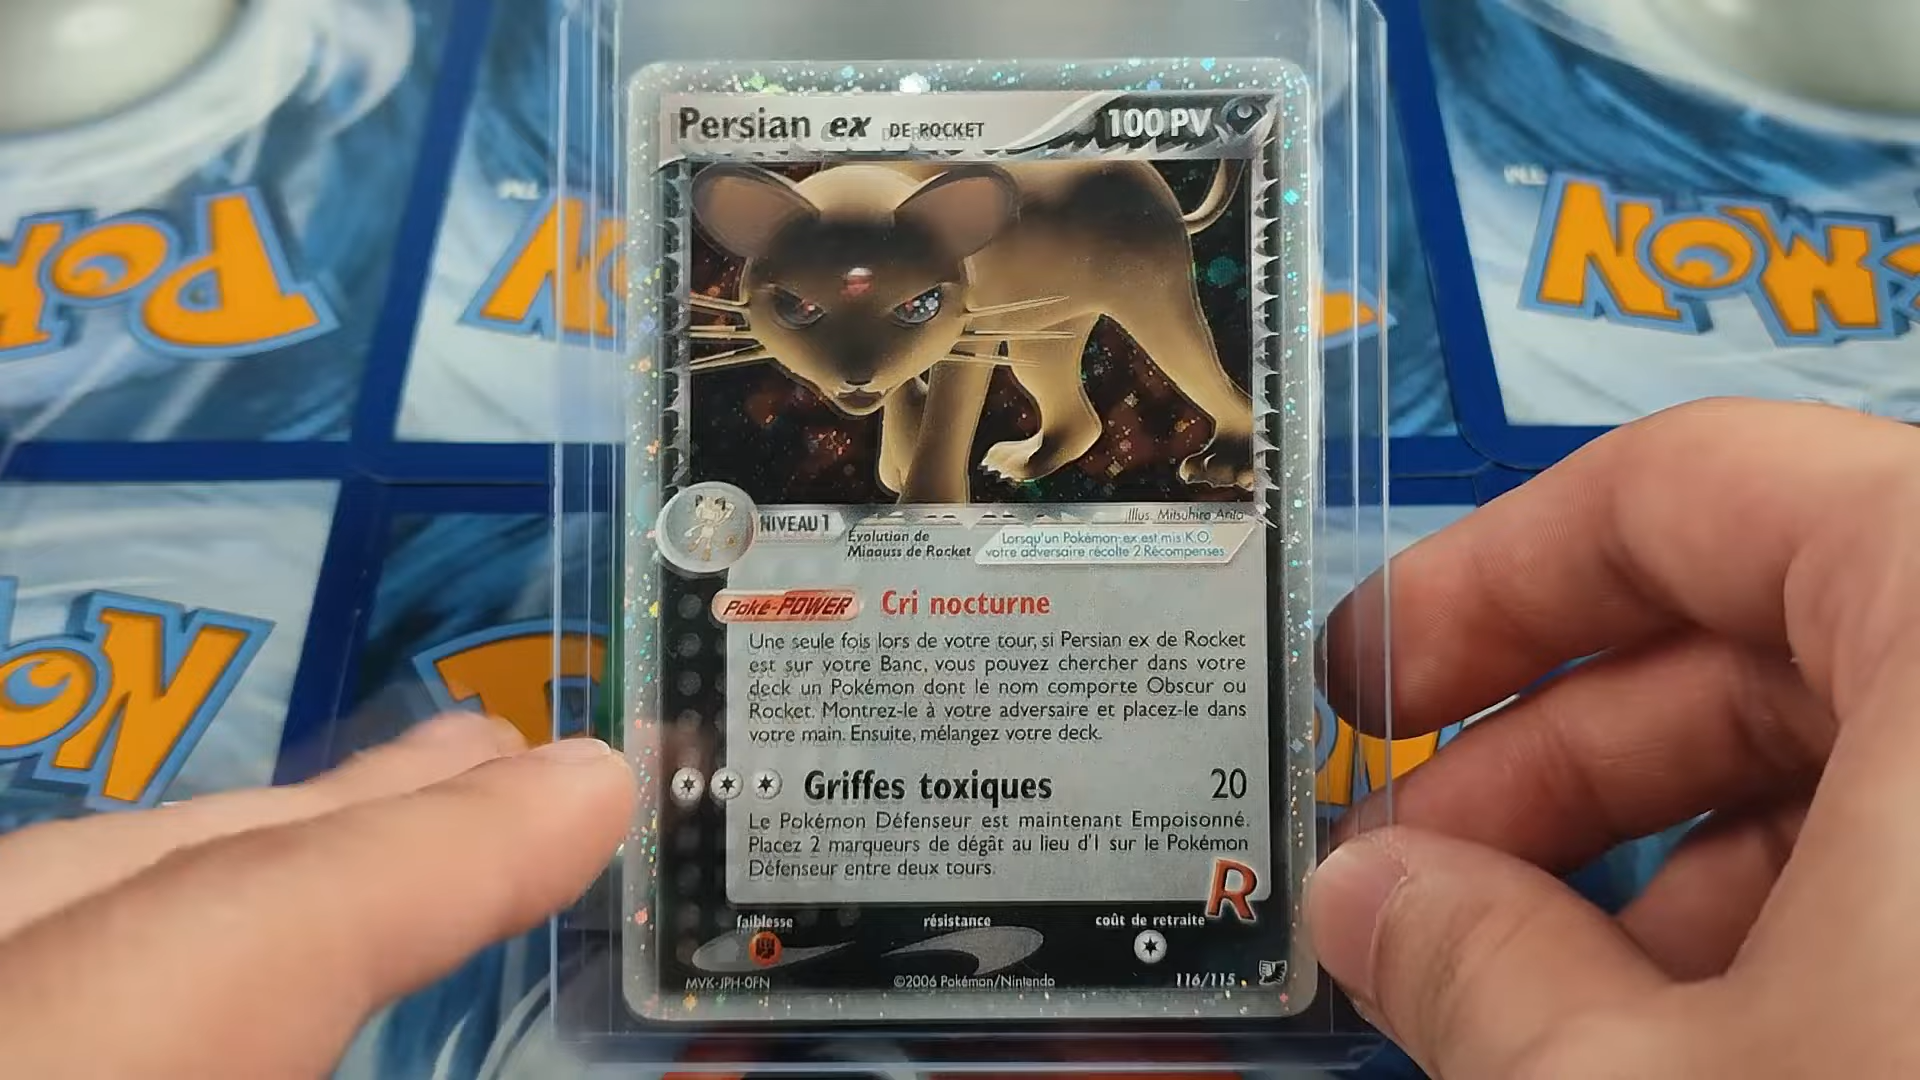 Persian ex DE ROCKET
100 PV
NIVEAU 1
Évolution de
Miaouss de Rocket
Illus. Mitsuhiro Arita
Lorsqu'un Pokémon-ex est mis K.O.
votre adversaire récolte 2 Récompenses.
Poké-POWER Cri nocturne
Une seule fois lors de votre tour, si Persian ex de Rocket
est sur votre Banc, vous pouvez chercher dans votre
deck un Pokémon dont le nom comporte Obscur ou
Rocket. Montrez-le à votre adversaire et placez-le dans
votre main. Ensuite, mélangez votre deck.
Griffes toxiques 20
Le Pokémon Défenseur est maintenant Empoisonné.
Placez 2 marqueurs de dégât au lieu d'1 sur le Pokémon
Défenseur entre deux tours.
R
faiblesse résistance coût de retraite
MVK-JPH-0FN ©2006 Pokémon/Nintendo 116/115